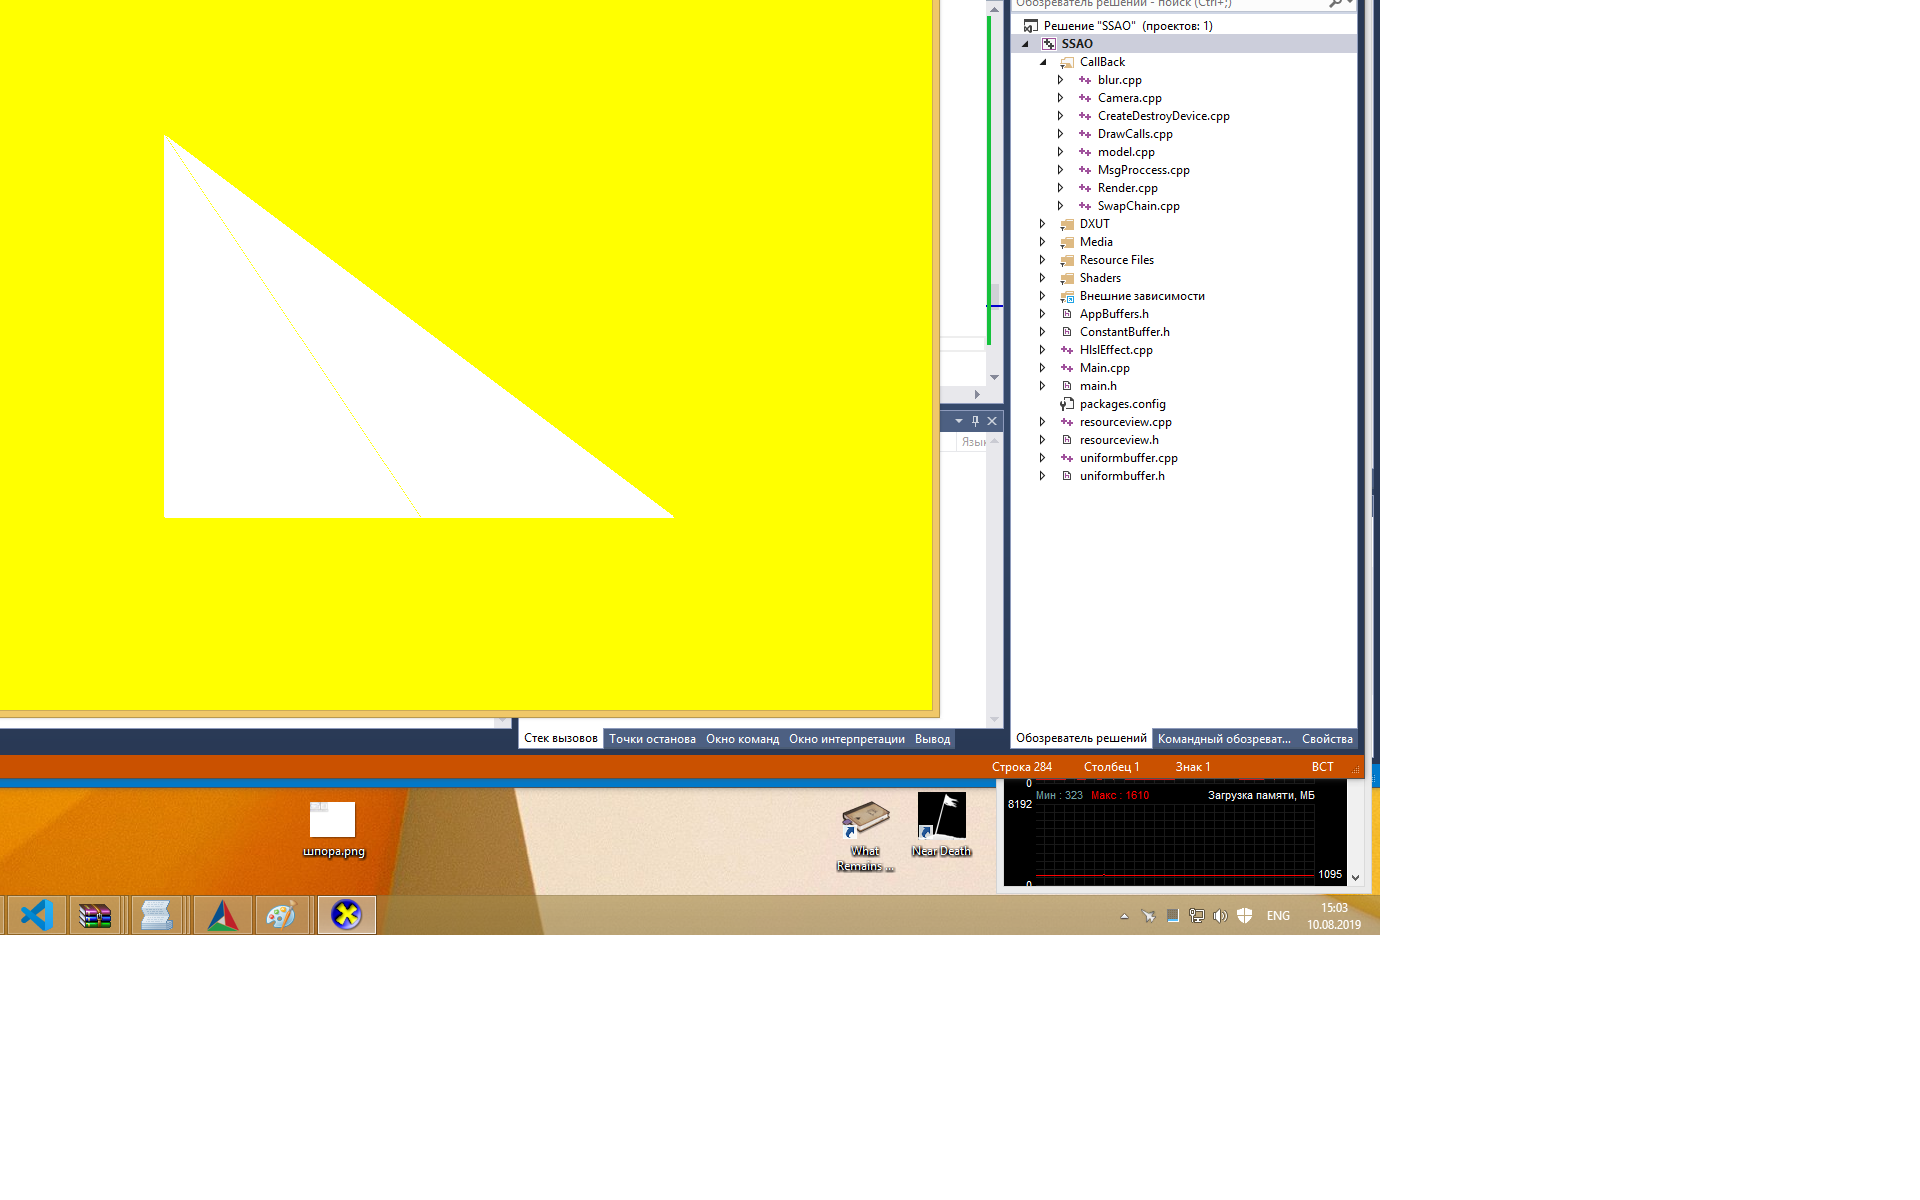 Обозреватель решений - поиск (Ctrl+;)
Решение "SSAO" (проектов: 1)
SSAO
CallBack
blur.cpp
Camera.cpp
CreateDestroyDevice.cpp
DrawCalls.cpp
model.cpp
MsgProccess.cpp
Render.cpp
SwapChain.cpp
DXUT
Media
Resource Files
Shaders
Внешние зависимости
AppBuffers.h
ConstantBuffer.h
HlslEffect.cpp
Main.cpp
main.h
packages.config
resourceview.cpp
resourceview.h
uniformbuffer.cpp
uniformbuffer.h
Язык
Стек вызовов Точки останова Окно команд Окно интерпретации Вывод
Обозреватель решений Командный обозреват... Свойства
Строка 284 Столбец 1 Знак 1 ВСТ
0
Мин : 323 Макс : 1610 Загрузка памяти, МБ
8192
1095
0
шпора.png
What
Remains ...
Near Death
ENG
15:03
10.08.2019